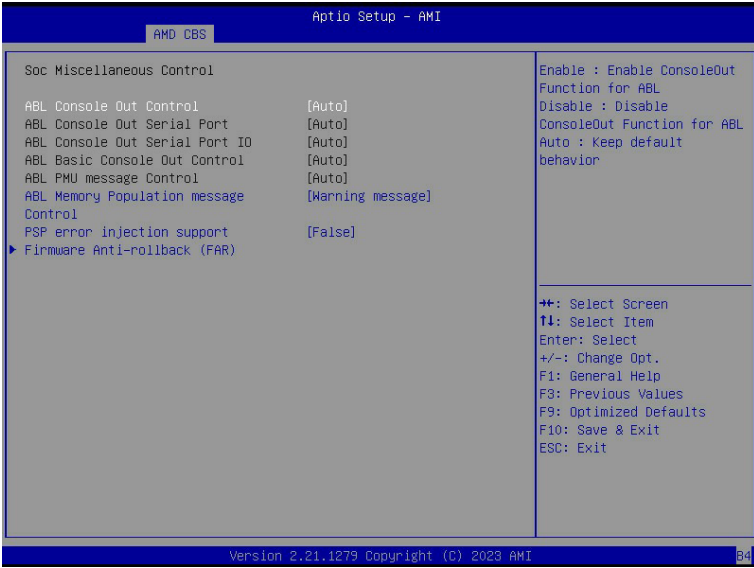 Aptio Setup - AMI
AMD CBS
Soc Miscellaneous Control
ABL Console Out Control [Auto]
ABL Console Out Serial Port [Auto]
ABL Console Out Serial Port IO [Auto]
ABL Basic Console Out Control [Auto]
ABL PMU message Control [Auto]
ABL Memory Population message [Warning message]
Control
PSP error injection support [False]
Firmware Anti-rollback (FAR)
Enable : Enable ConsoleOut
Function for ABL
Disable : Disable
ConsoleOut Function for ABL
Auto : Keep default
behavior
→←: Select Screen
↑↓: Select Item
Enter: Select
+/-: Change Opt.
F1: General Help
F3: Previous Values
F9: Optimized Defaults
F10: Save & Exit
ESC: Exit
Version 2.21.1279 Copyright (C) 2023 AMI
B4